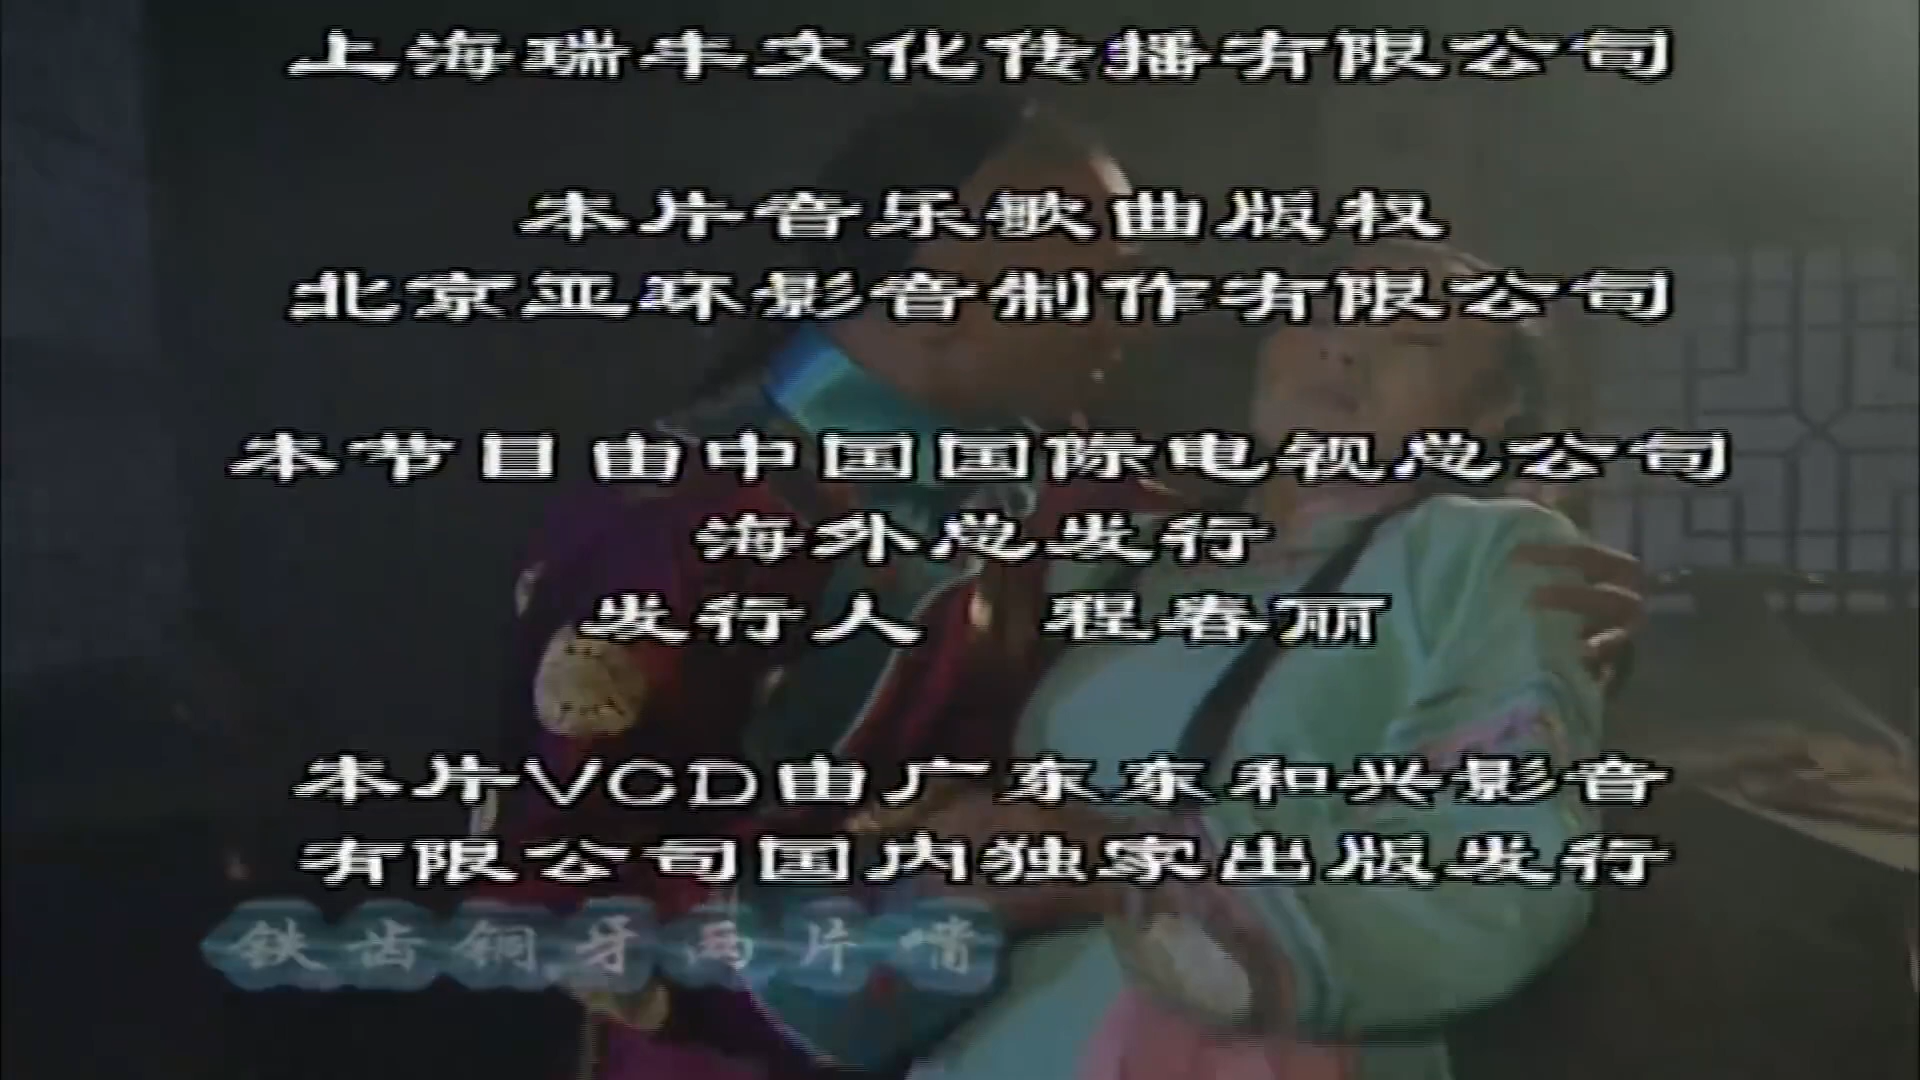 上海瑞丰文化传播有限公司
本片音乐歌曲版权
北京亚环影音制作有限公司
本节目由中国国际电视总公司
海外总发行
发行人　程春丽
本片VCD由广东东和兴影音
有限公司国内独家出版发行
铁齿铜牙两片嘴